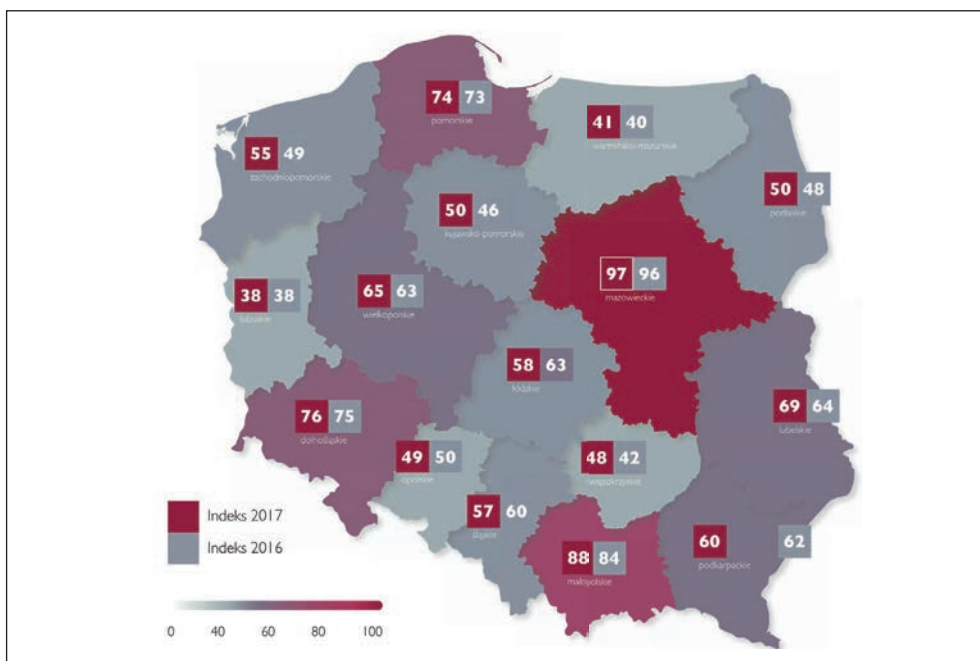 74 73
pomorskie
41 40
warmińsko-mazurskie
55 49
zachodniopomorskie
50 48
podlaskie
50 46
kujawsko-pomorskie
97 96
mazowieckie
38 38
lubuskie
65 63
wielkopolskie
58 63
łódzkie
69 64
lubelskie
76 75
dolnośląskie
49 50
opolskie
48 42
świętokrzyskie
57 60
śląskie
88 84
małopolskie
60 62
podkarpackie
Indeks 2017
Indeks 2016
0 40 60 80 100